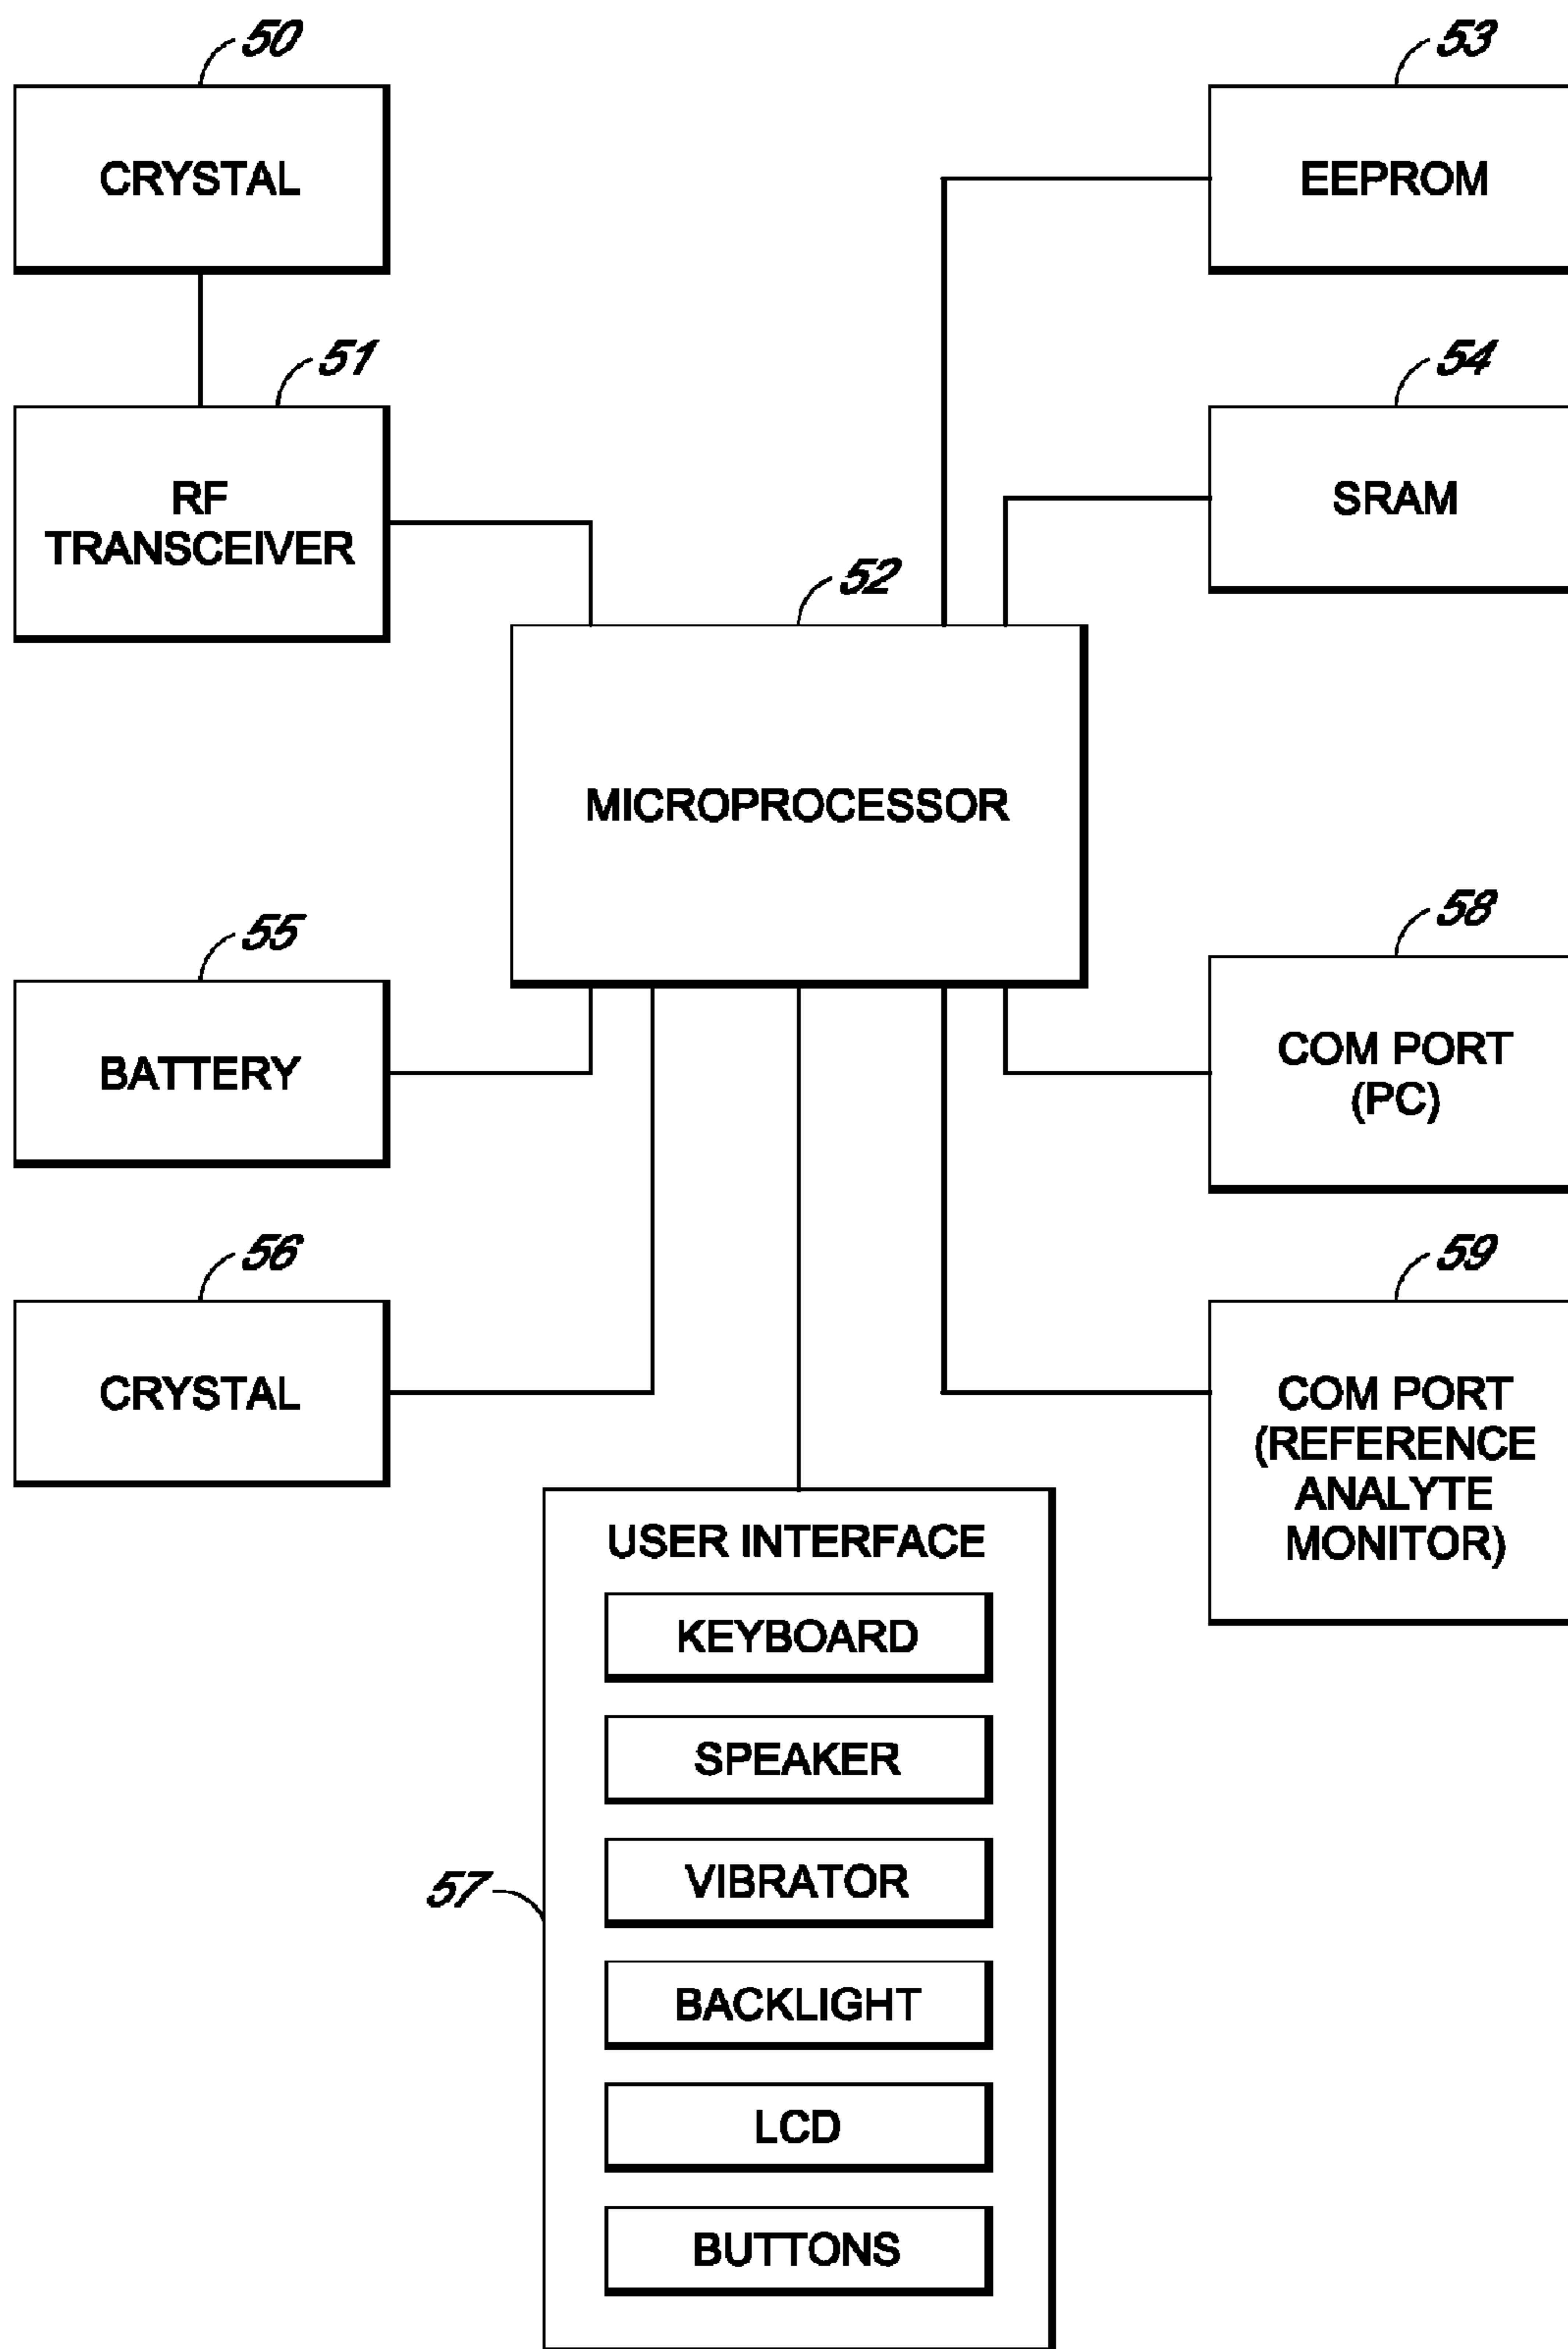 50
53
CRYSTAL
EEPROM
51
54
RF
TRANSCEIVER
SRAM
52
MICROPROCESSOR
55
58
BATTERY
COM PORT
(PC)
56
59
CRYSTAL
COM PORT
(REFERENCE
ANALYTE
MONITOR)
USER INTERFACE
KEYBOARD
SPEAKER
57
VIBRATOR
BACKLIGHT
LCD
BUTTONS